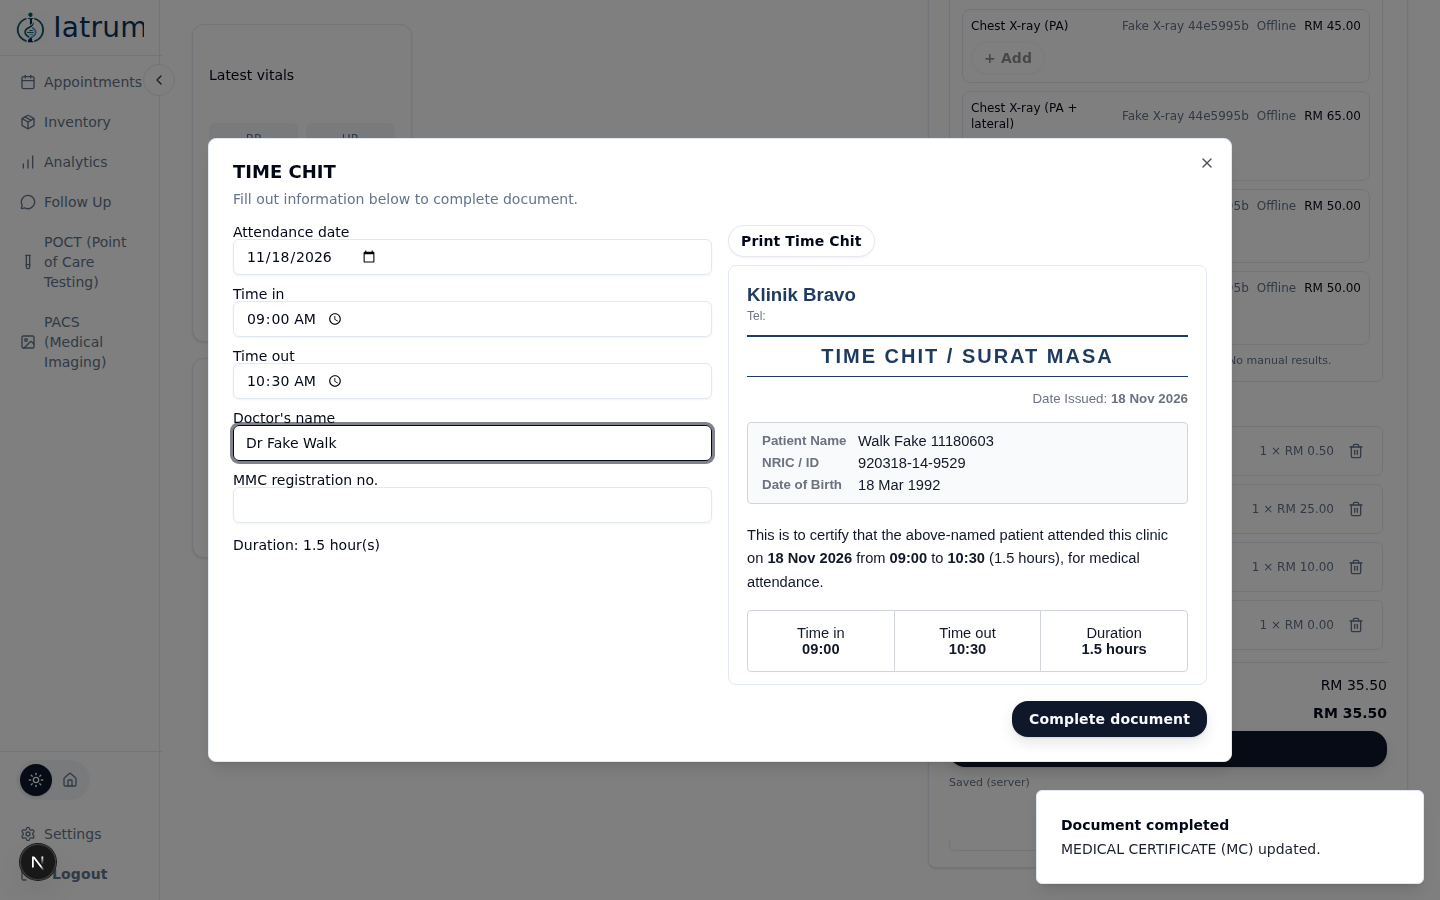 Iatrum
Appointments
Inventory
Analytics
Follow Up
POCT (Point
of Care
Testing)
PACS
(Medical
Imaging)
Settings
Logout
N
Latest vitals
BP HR
Chest X-ray (PA) Fake X-ray 44e5995b Offline RM 45.00
+ Add
Chest X-ray (PA +
lateral) Fake X-ray 44e5995b Offline RM 65.00
5b Offline RM 50.00
5b Offline RM 50.00
No manual results.
1 × RM 0.50
1 × RM 25.00
1 × RM 10.00
1 × RM 0.00
RM 35.50
RM 35.50
Saved (server)
TIME CHIT
Fill out information below to complete document.
Attendance date
11/18/2026
Time in
09:00 AM
Time out
10:30 AM
Doctor's name
Dr Fake Walk
MMC registration no.
Duration: 1.5 hour(s)
Print Time Chit
Klinik Bravo
Tel:
TIME CHIT / SURAT MASA
Date Issued: 18 Nov 2026
Patient Name Walk Fake 11180603
NRIC / ID 920318-14-9529
Date of Birth 18 Mar 1992
This is to certify that the above-named patient attended this clinic
on 18 Nov 2026 from 09:00 to 10:30 (1.5 hours), for medical
attendance.
Time in Time out Duration
09:00 10:30 1.5 hours
Complete document
Document completed
MEDICAL CERTIFICATE (MC) updated.